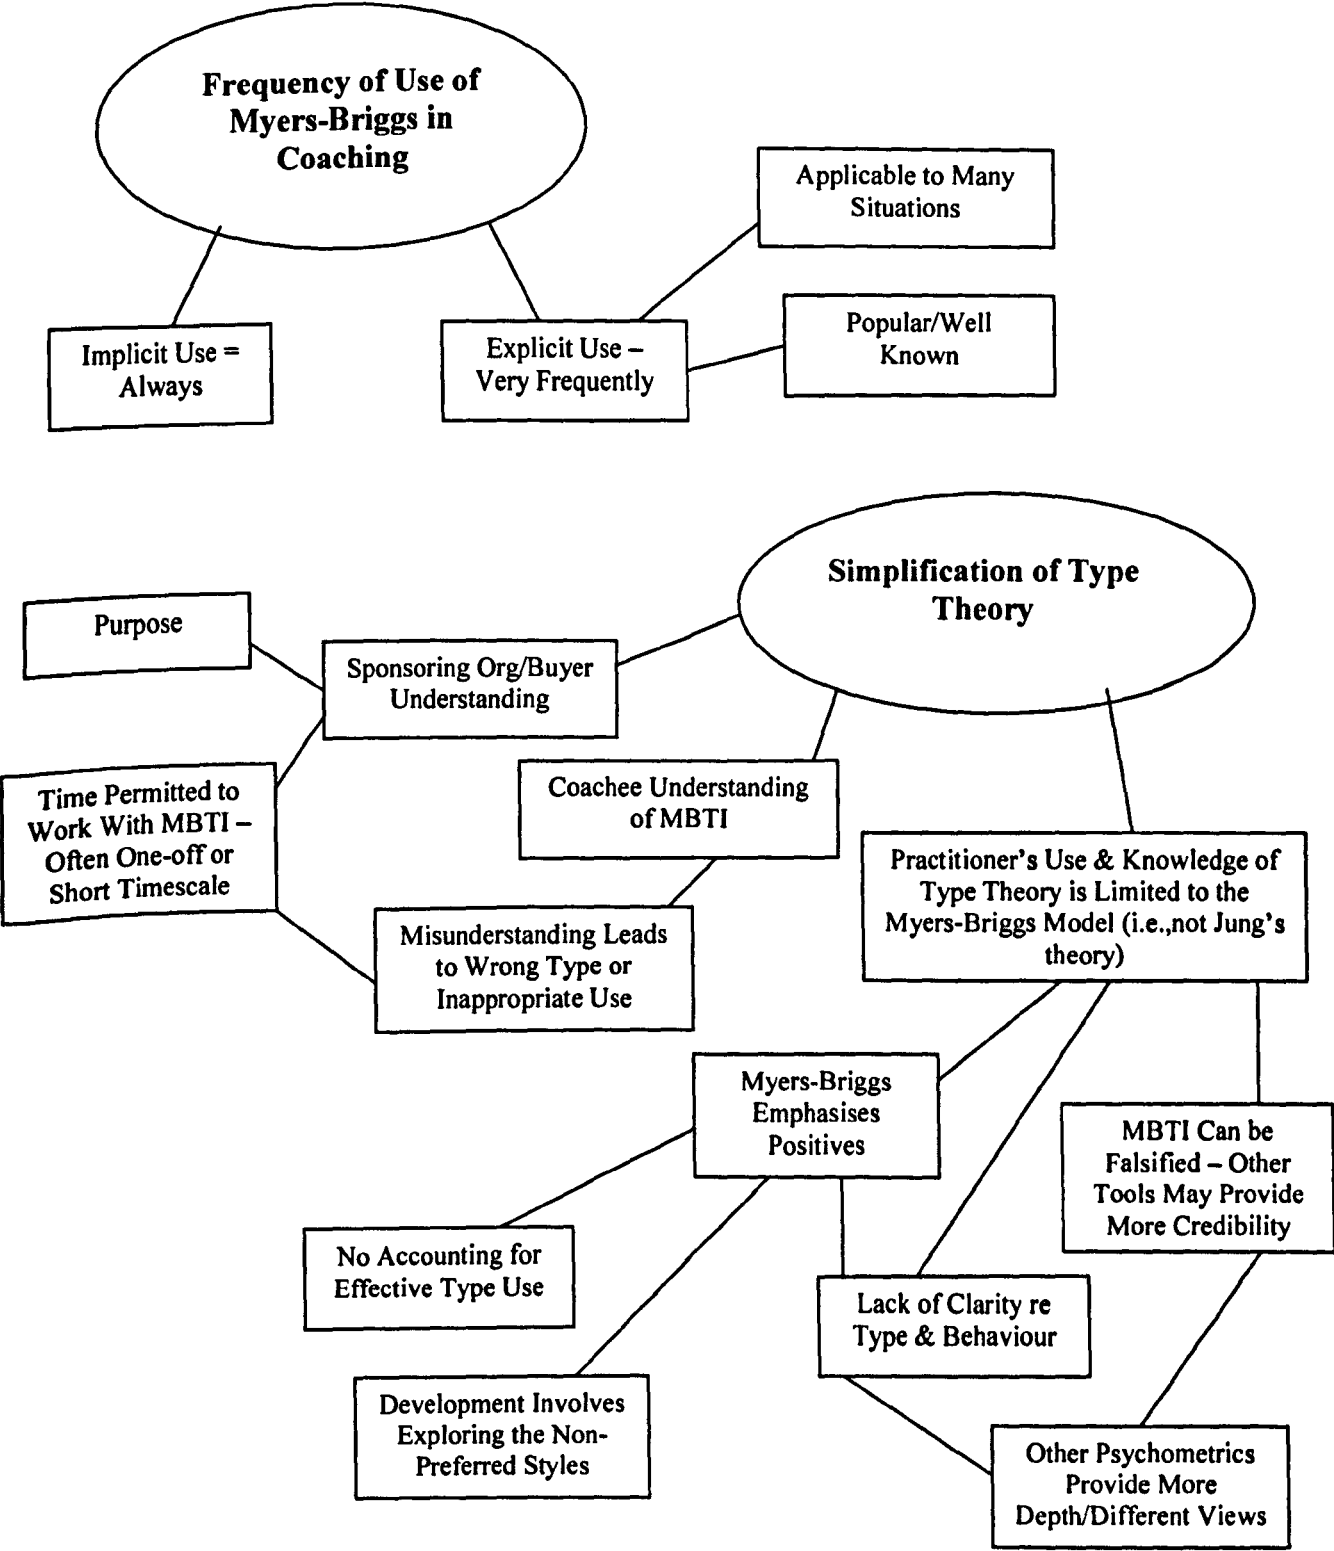 Frequency of Use of
Myers-Briggs in
Coaching
Applicable to Many
Situations
Implicit Use =
Always
Explicit Use –
Very Frequently
Popular/Well
Known
Simplification of Type
Theory
Purpose
Sponsoring Org/Buyer
Understanding
Time Permitted to
Work With MBTI –
Often One-off or
Short Timescale
Coachee Understanding
of MBTI
Practitioner's Use & Knowledge of
Type Theory is Limited to the
Myers-Briggs Model (i.e.,not Jung's
theory)
Misunderstanding Leads
to Wrong Type or
Inappropriate Use
Myers-Briggs
Emphasises
Positives
MBTI Can be
Falsified – Other
Tools May Provide
More Credibility
No Accounting for
Effective Type Use
Lack of Clarity re
Type & Behaviour
Development Involves
Exploring the Non-
Preferred Styles
Other Psychometrics
Provide More
Depth/Different Views